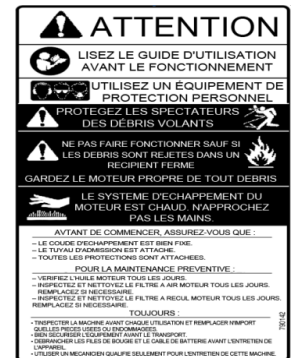 ATTENTION
LISEZ LE GUIDE D'UTILISATION
AVANT LE FONCTIONNEMENT
UTILISEZ UN ÉQUIPEMENT DE
PROTECTION PERSONNEL
PROTEGEZ LES SPECTATEURS
DES DÉBRIS VOLANTS
NE PAS FAIRE FONCTIONNER SAUF SI
LES DEBRIS SONT REJETES DANS UN
RECIPIENT FERME
GARDEZ LE MOTEUR PROPRE DE TOUT DEBRIS
LE SYSTEME D'ECHAPPEMENT DU
MOTEUR EST CHAUD. N'APPROCHEZ
PAS LES MAINS.
AVTANT DE COMMENCER, ASSUREZ-VOUS QUE :
– LE COUDE D'ECHAPPEMENT EST BIEN FIXE.
– LE TUYAU D'ADMISSION EST ATTACHE.
– TOUTES LES PROTECTIONS SONT ATTACHEES.
POUR LA MAINTENANCE PREVENTIVE :
– VERIFIEZ L'HUILE MOTEUR TOUS LES JOURS.
– INSPECTEZ ET NETTOYEZ LE FILTRE A AIR MOTEUR TOUS LES JOURS.
REMPLACEZ SI NECESSAIRE.
– INSPECTEZ ET NETTOYEZ LE FILTRE A RECUL MOTEUR TOUS LES JOURS.
REMPLACEZ SI NECESSAIRE.
TOUJOURS :
• TINSPECTER LA MACHINE AVANT CHAQUE UTILISATION ET REMPLACER N'IMPORT
QUELLES PIECES USEES OU ENDOMMAGEES.
• BIEN SECURISER L'EQUIPEMENT AVANT LE TRANSPORT.
• DEBRANCHER LES FILES DE BOUGIE ET LE CABLE DE BATTERIE AVANT L'ENTRETIEN DE
L'APPAREIL.
• UTILISER UN MECANICIEN QUALIFIE SEULEMENT POUR L'ENTRETIEN DE CETTE MACHINE.
790142